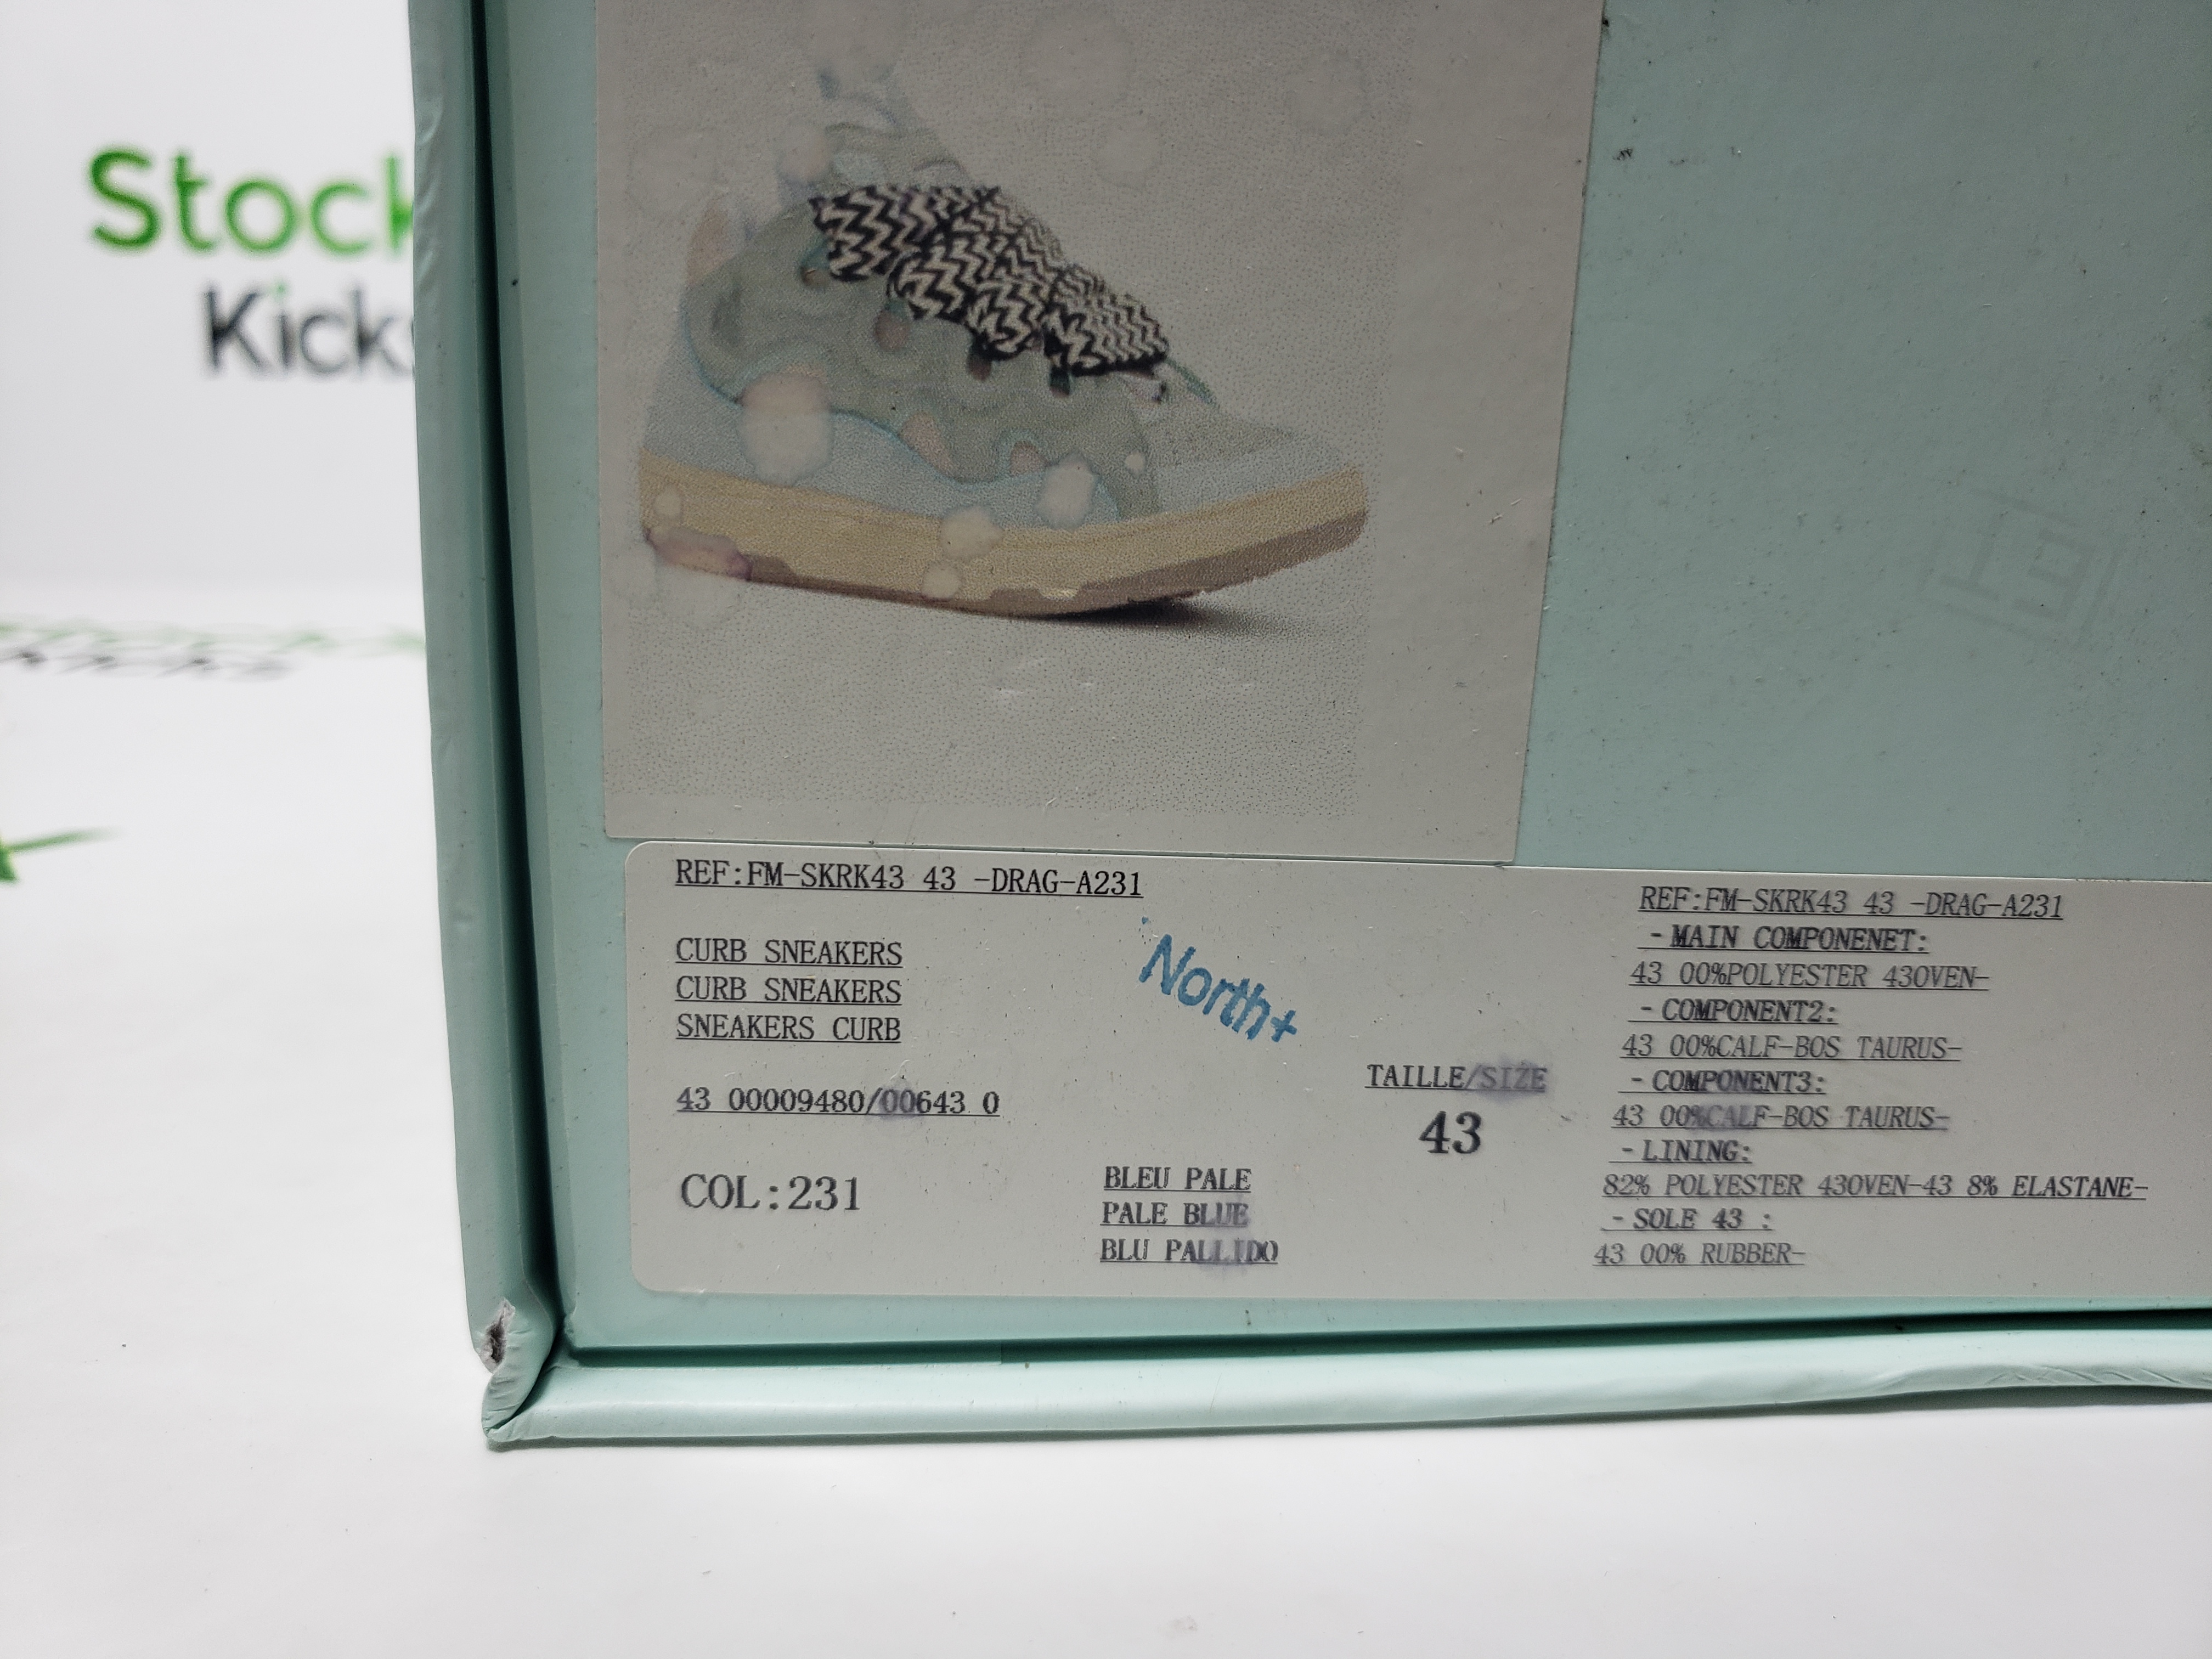 Stock
Kicks
REF:FM-SKRK43 43 -DRAG-A231
CURB SNEAKERS
CURB SNEAKERS
SNEAKERS CURB
43 00009480/00643 0
COL:231
North+
BLEU PALE
PALE BLUE
BLU PALLIDO
TAILLE/SIZE
43
REF:FM-SKRK43 43 -DRAG-A231
- MAIN COMPONENET:
43 00%POLYESTER 43OVEN-
- COMPONENT2:
43 00%CALF-BOS TAURUS-
- COMPONENT3:
43 00%CALF-BOS TAURUS-
- LINING:
82% POLYESTER 43OVEN-43 8% ELASTANE-
- SOLE 43 :
43 00% RUBBER-